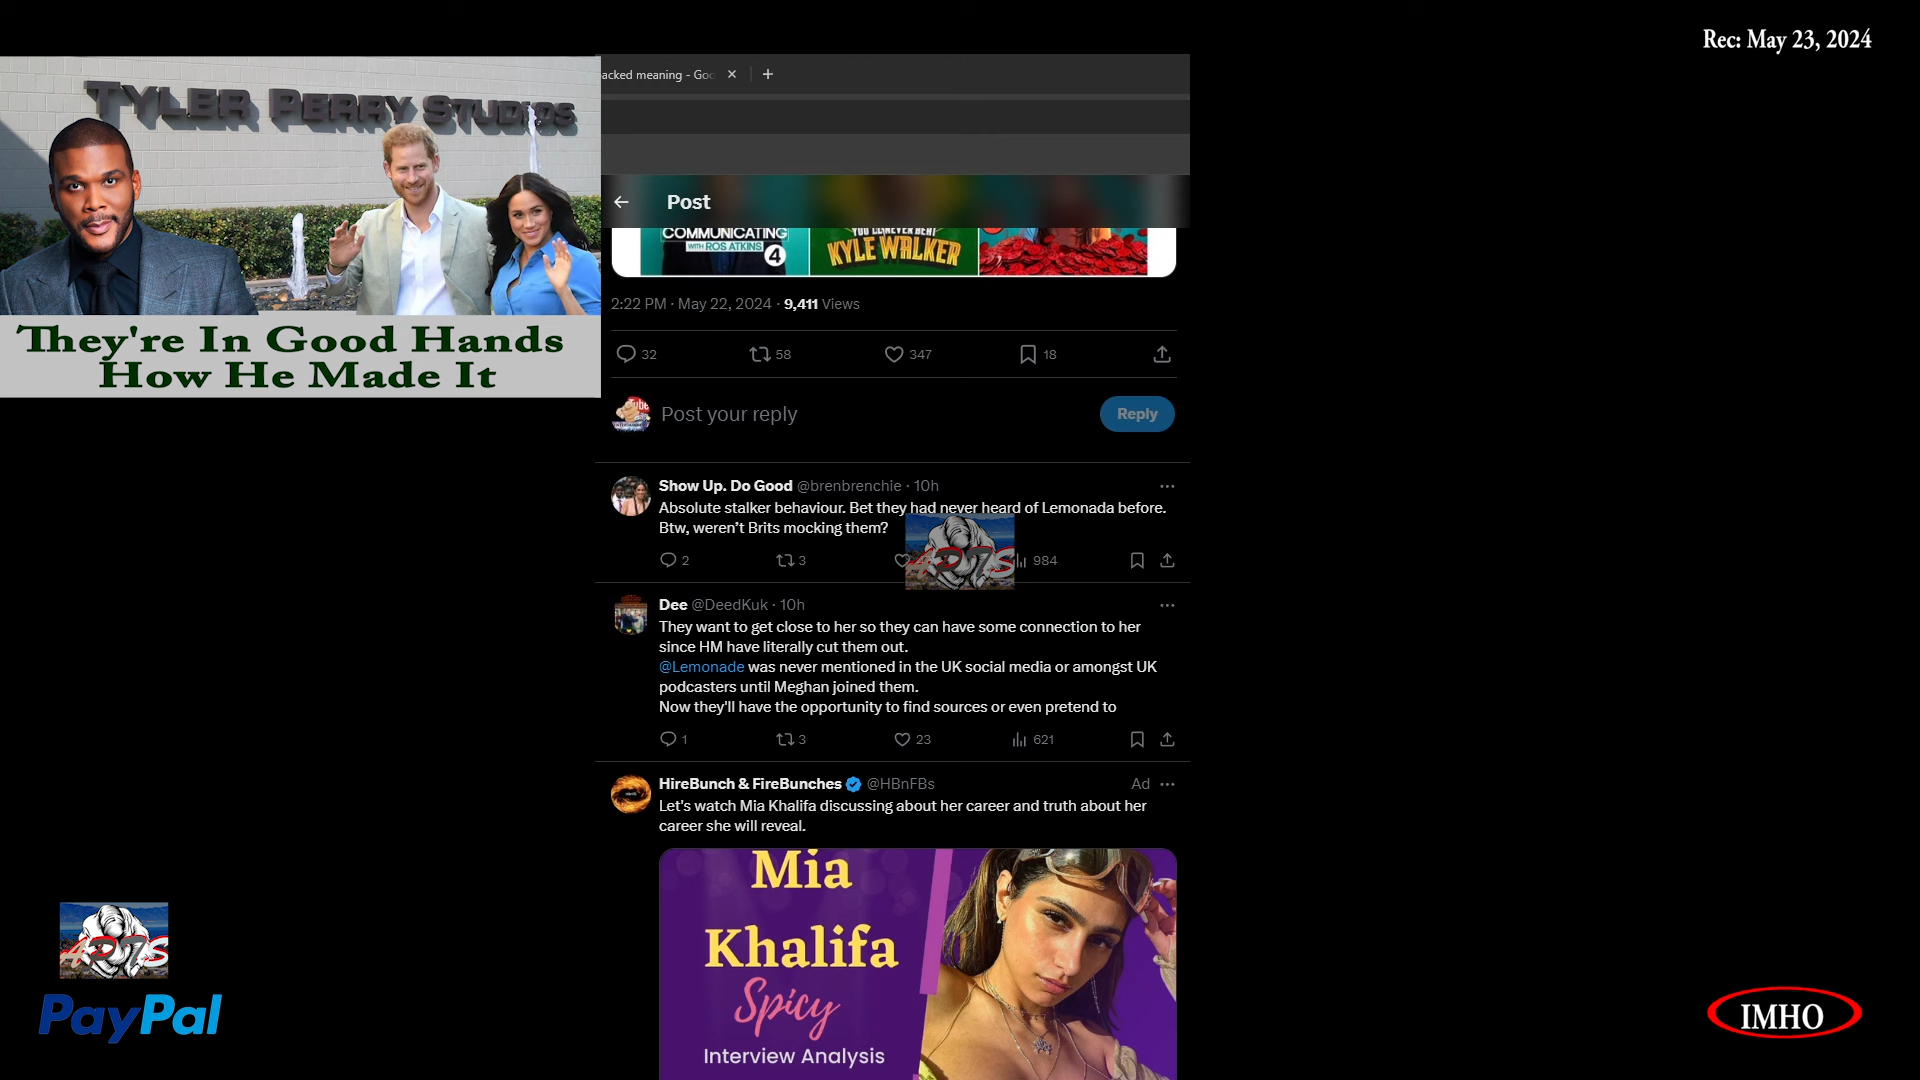 Rec: May 23, 2024
TYLER PERRY STUDIOS
They're In Good Hands
How He Made It
acked meaning - Goo
Post
COMMUNICATING
WITH ROS ATKINS
4
KYLE WALKER
2:22 PM · May 22, 2024 · 9,411 Views
32 58 347 18
Post your reply
Reply
Show Up. Do Good @brenbrenchie · 10h
Absolute stalker behaviour. Bet they had never heard of Lemonada before.
Btw, weren't Brits mocking them?
2 3 984
Dee @DeedKuk · 10h
They want to get close to her so they can have some connection to her
since HM have literally cut them out.
@Lemonade was never mentioned in the UK social media or amongst UK
podcasters until Meghan joined them.
Now they'll have the opportunity to find sources or even pretend to
1 3 23 621
HireBunch & FireBunches @HBnFBs Ad
Let's watch Mia Khalifa discussing about her career and truth about her
career she will reveal.
Mia
Khalifa
Spicy
Interview Analysis
PayPal
IMHO